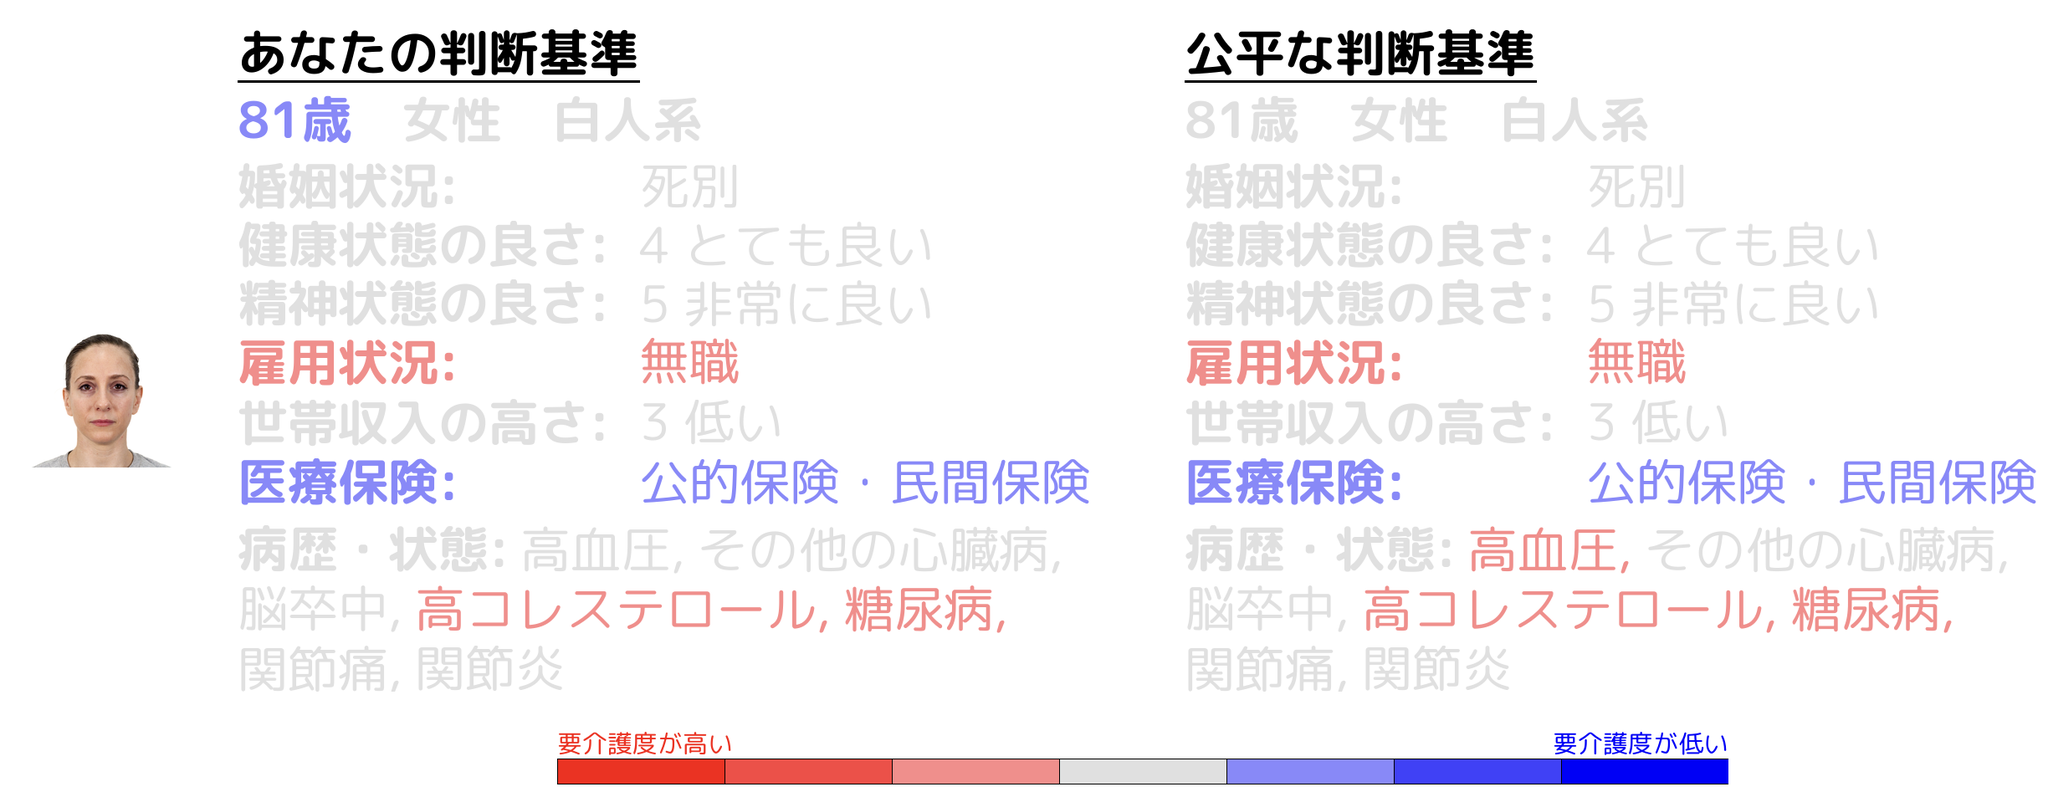 あなたの判断基準
81歳　女性　白人系
婚姻状況: 死別
健康状態の良さ: 4 とても良い
精神状態の良さ: 5 非常に良い
雇用状況: 無職
世帯収入の高さ: 3 低い
医療保険: 公的保険・民間保険
病歴・状態: 高血圧, その他の心臓病,
脳卒中, 高コレステロール, 糖尿病,
関節痛, 関節炎
公平な判断基準
81歳　女性　白人系
婚姻状況: 死別
健康状態の良さ: 4 とても良い
精神状態の良さ: 5 非常に良い
雇用状況: 無職
世帯収入の高さ: 3 低い
医療保険: 公的保険・民間保険
病歴・状態: 高血圧, その他の心臓病,
脳卒中, 高コレステロール, 糖尿病,
関節痛, 関節炎
要介護度が高い
要介護度が低い